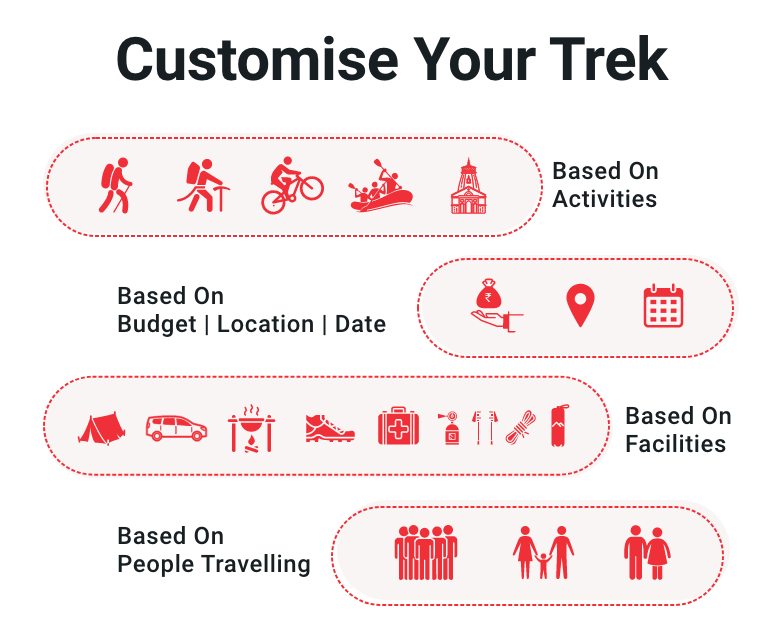 Customise Your Trek
Based On
Activities
Based On
Budget | Location | Date
₹
Based On
Facilities
Based On
People Travelling